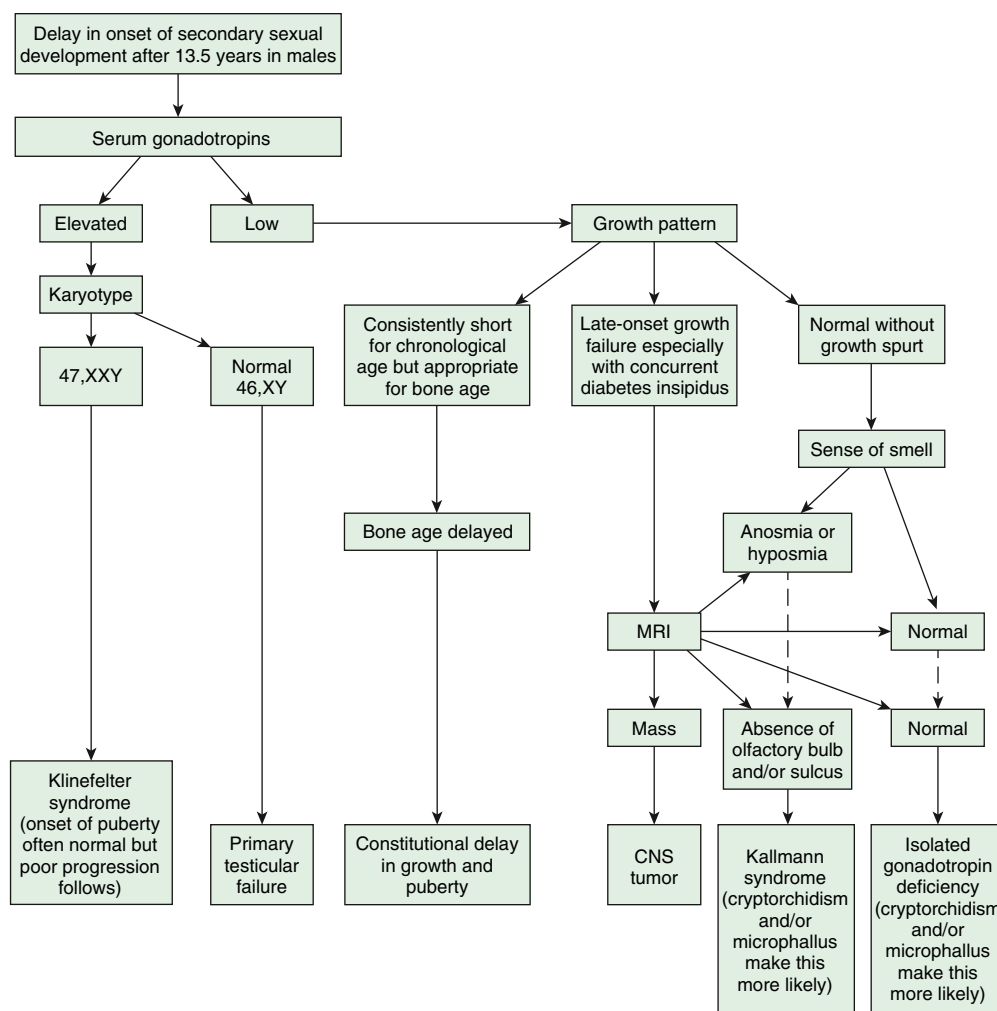 Delay in onset of secondary sexual
development after 13.5 years in males
Serum gonadotropins
Elevated
Low
Growth pattern
Karyotype
Consistently short
for chronological
age but appropriate
for bone age
Late-onset growth
failure especially
with concurrent
diabetes insipidus
Normal without
growth spurt
47,XXY
Normal
46,XY
Sense of smell
Bone age delayed
Anosmia or
hyposmia
MRI
Normal
Mass
Absence of
olfactory bulb
and/or sulcus
Normal
Klinefelter
syndrome
(onset of puberty
often normal but
poor progression
follows)
Primary
testicular
failure
Constitutional delay
in growth and
puberty
CNS
tumor
Kallmann
syndrome
(cryptorchidism
and/or
microphallus
make this
more likely)
Isolated
gonadotropin
deficiency
(cryptorchidism
and/or
microphallus
make this
more likely)